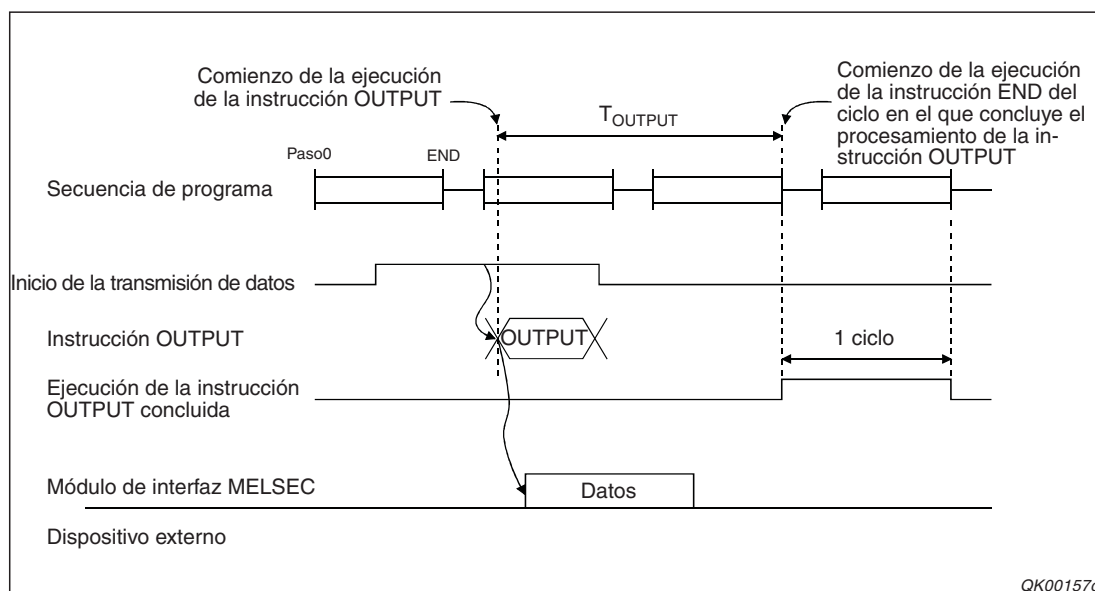 Comienzo de la ejecución
de la instrucción OUTPUT
TOUTPUT
Comienzo de la ejecución
de la instrucción END del
ciclo en el que concluye el
procesamiento de la in-
strucción OUTPUT
Paso0
END
Secuencia de programa
Inicio de la transmisión de datos
Instrucción OUTPUT
OUTPUT
1 ciclo
Ejecución de la instrucción
OUTPUT concluida
Módulo de interfaz MELSEC
Datos
Dispositivo externo
QK00157c